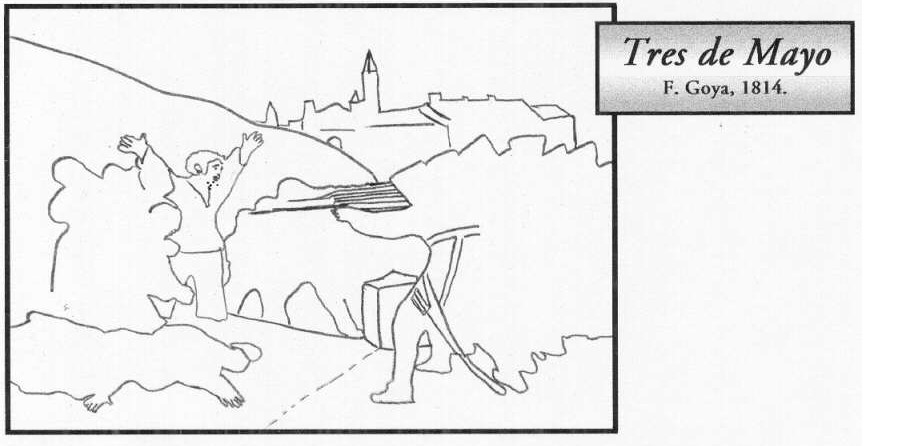 Tres de Mayo
F. Goya, 1814.